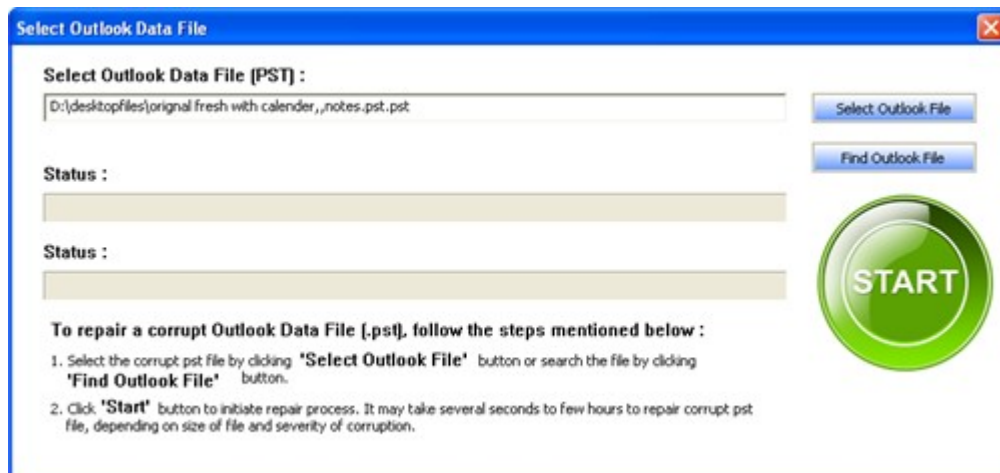 Select Outlook Data File
Select Outlook Data File (PST) :
D:\desktopfiles\orignal fresh with calender,,notes.pst.pst
Select Outlook File
Find Outlook File
Status :
Status :
START
To repair a corrupt Outlook Data File (.pst), follow the steps mentioned below :
1. Select the corrupt pst file by clicking "Select Outlook File" button or search the file by clicking
"Find Outlook File" button.
2. Click "Start" button to initiate repair process. It may take several seconds to few hours to repair corrupt pst
file, depending on size of file and severity of corruption.